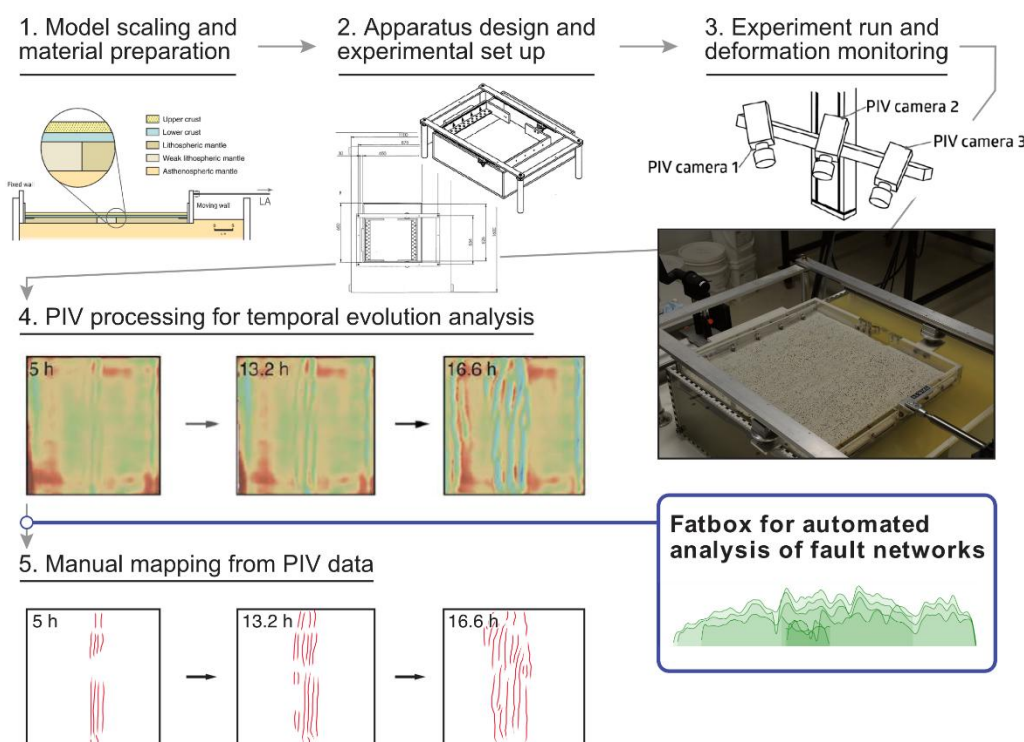 1. Model scaling and
material preparation
2. Apparatus design and
experimental set up
3. Experiment run and
deformation monitoring
Upper crust
Lower crust
Lithospheric mantle
Weak lithospheric mantle
Asthenospheric mantle
Fixed wall
Moving wall
LA
PIV camera 1
PIV camera 2
PIV camera 3
4. PIV processing for temporal evolution analysis
5 h
13.2 h
16.6 h
Fatbox for automated
analysis of fault networks
5. Manual mapping from PIV data
5 h
13.2 h
16.6 h